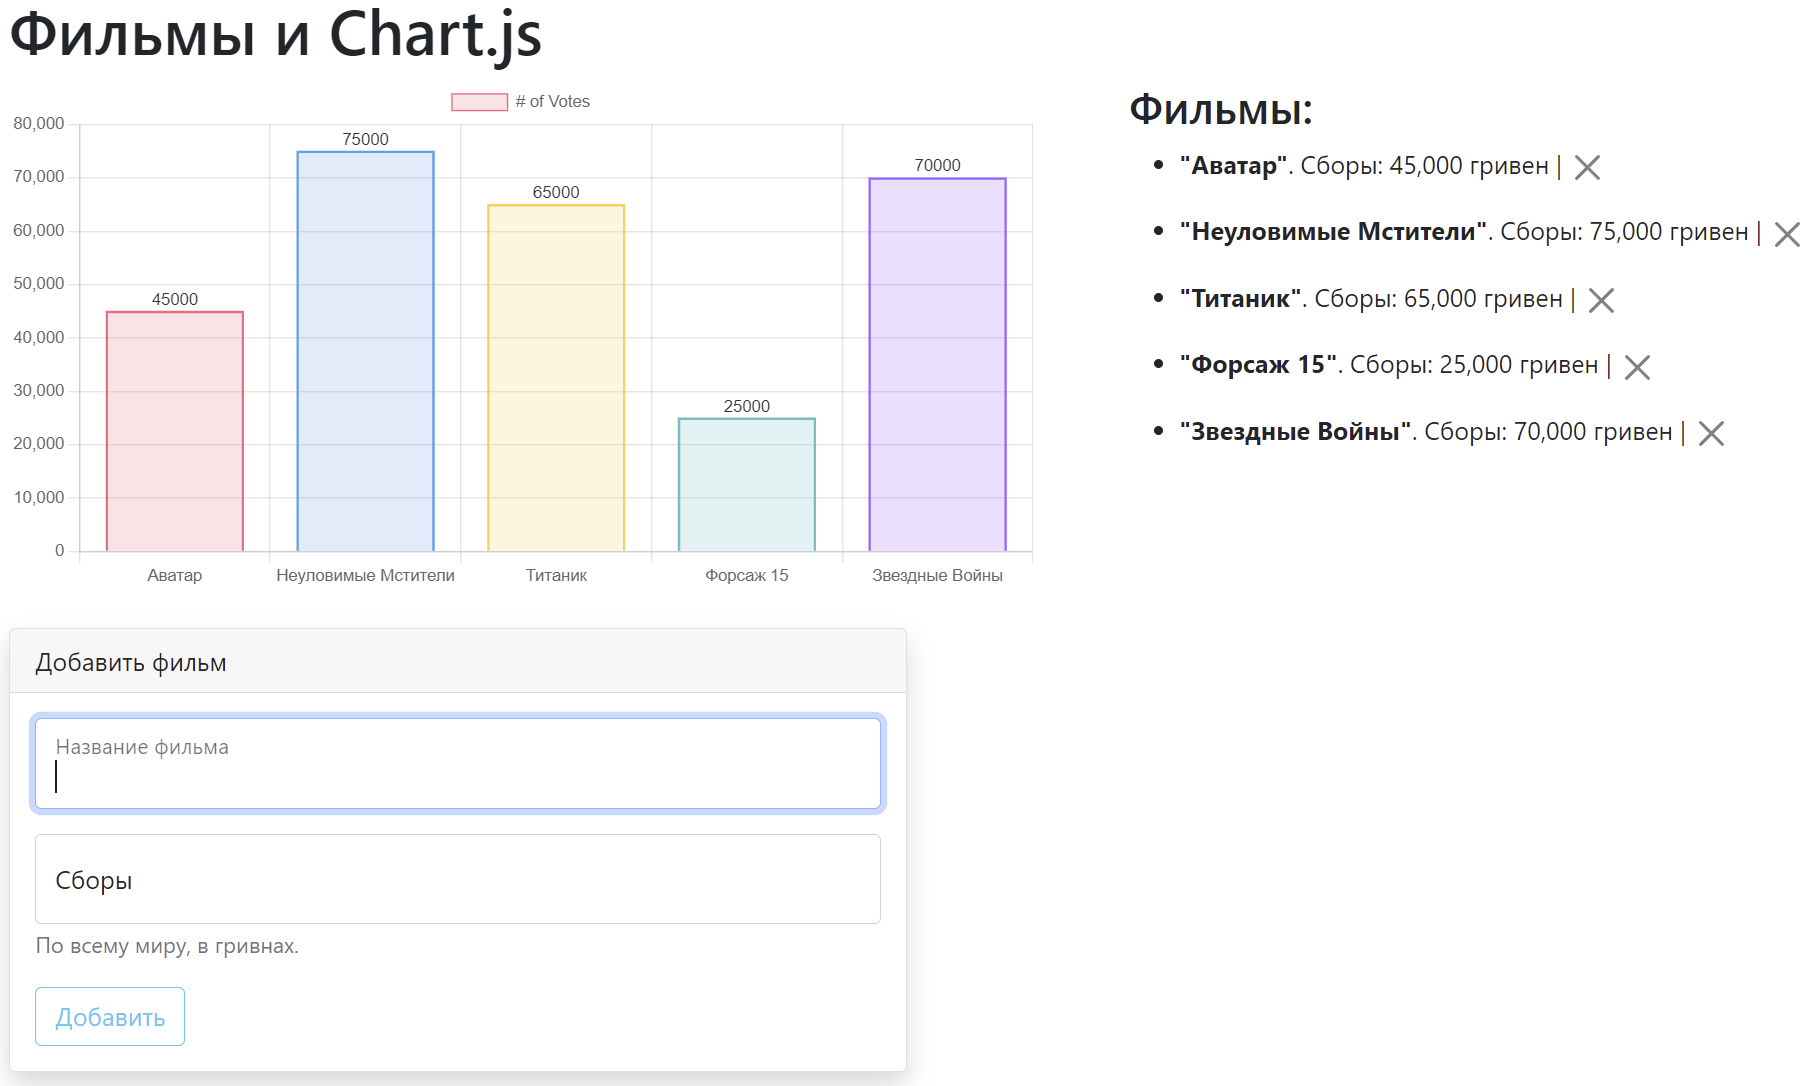 Фильмы и Chart.js
# of Votes
80,000
70,000
60,000
50,000
40,000
30,000
20,000
10,000
0
45000
75000
65000
25000
70000
Аватар
Неуловимые Мстители
Титаник
Форсаж 15
Звездные Войны
Фильмы:
"Аватар". Сборы: 45,000 гривен |
"Неуловимые Мстители". Сборы: 75,000 гривен |
"Титаник". Сборы: 65,000 гривен |
"Форсаж 15". Сборы: 25,000 гривен |
"Звездные Войны". Сборы: 70,000 гривен |
Добавить фильм
Название фильма
Сборы
По всему миру, в гривнах.
Добавить